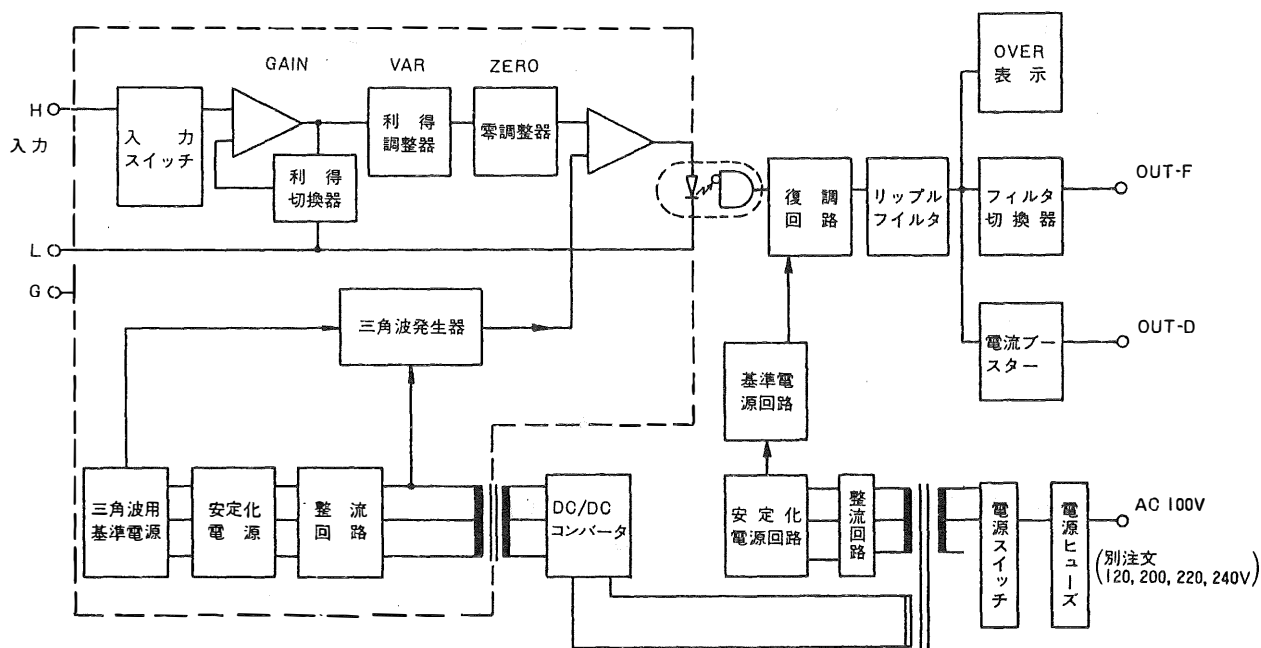 GAIN
VAR
ZERO
OVER
表示
H
入力
L
G
入力
スイッチ
利得
切換器
利得
調整器
零調整器
復調
回路
リップル
フイルタ
フィルタ
切換器
OUT-F
電流ブー
スター
OUT-D
三角波発生器
基準電
源回路
三角波用
基準電源
安定化
電源
整流
回路
DC/DC
コンバータ
安定化
電源回路
整流回路
電源スイッチ
電源ヒューズ
AC 100V
(別注文
120, 200, 220, 240V)